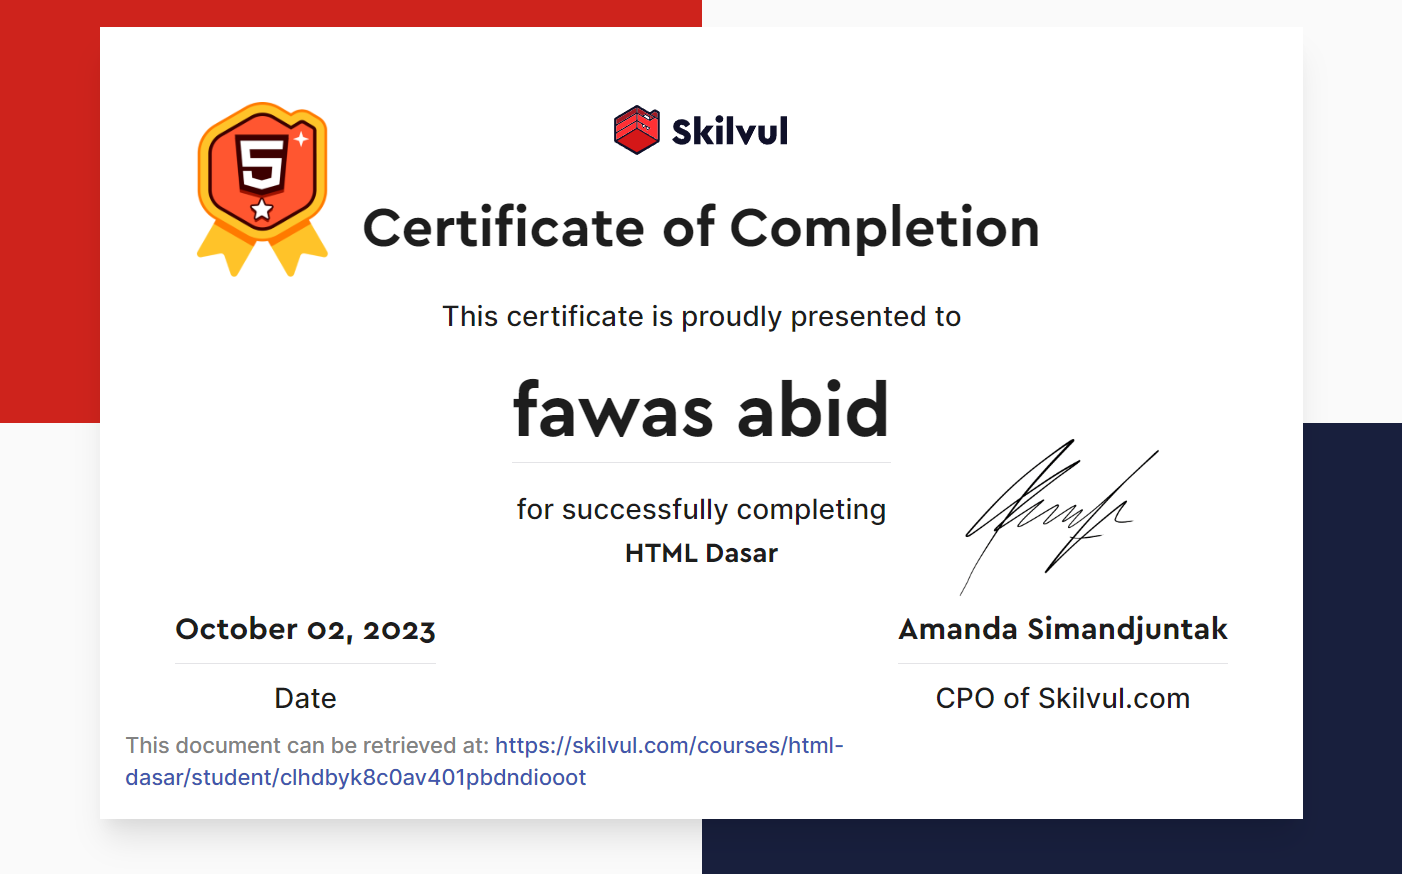 Skilvul
Certificate of Completion
This certificate is proudly presented to
fawas abid
for successfully completing
HTML Dasar
October 02, 2023
Date
Amanda Simandjuntak
CPO of Skilvul.com
This document can be retrieved at: https://skilvul.com/courses/html-
dasar/student/clhdbyk8c0av401pbdndiooot